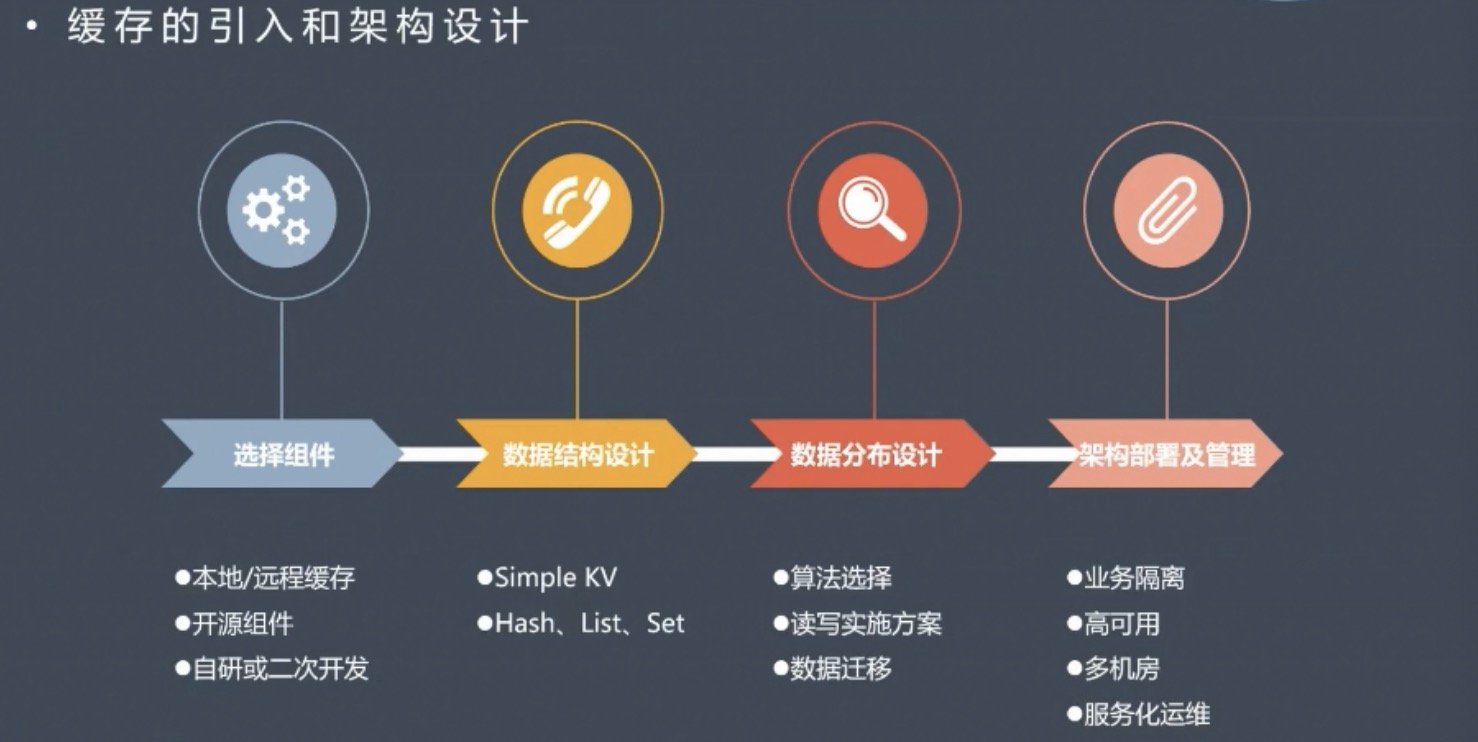 • 缓存的引入和架构设计
选择组件
数据结构设计
数据分布设计
架构部署及管理
●本地/远程缓存
●开源组件
●自研或二次开发
●Simple KV
●Hash、List、Set
●算法选择
●读写实施方案
●数据迁移
●业务隔离
●高可用
●多机房
●服务化运维